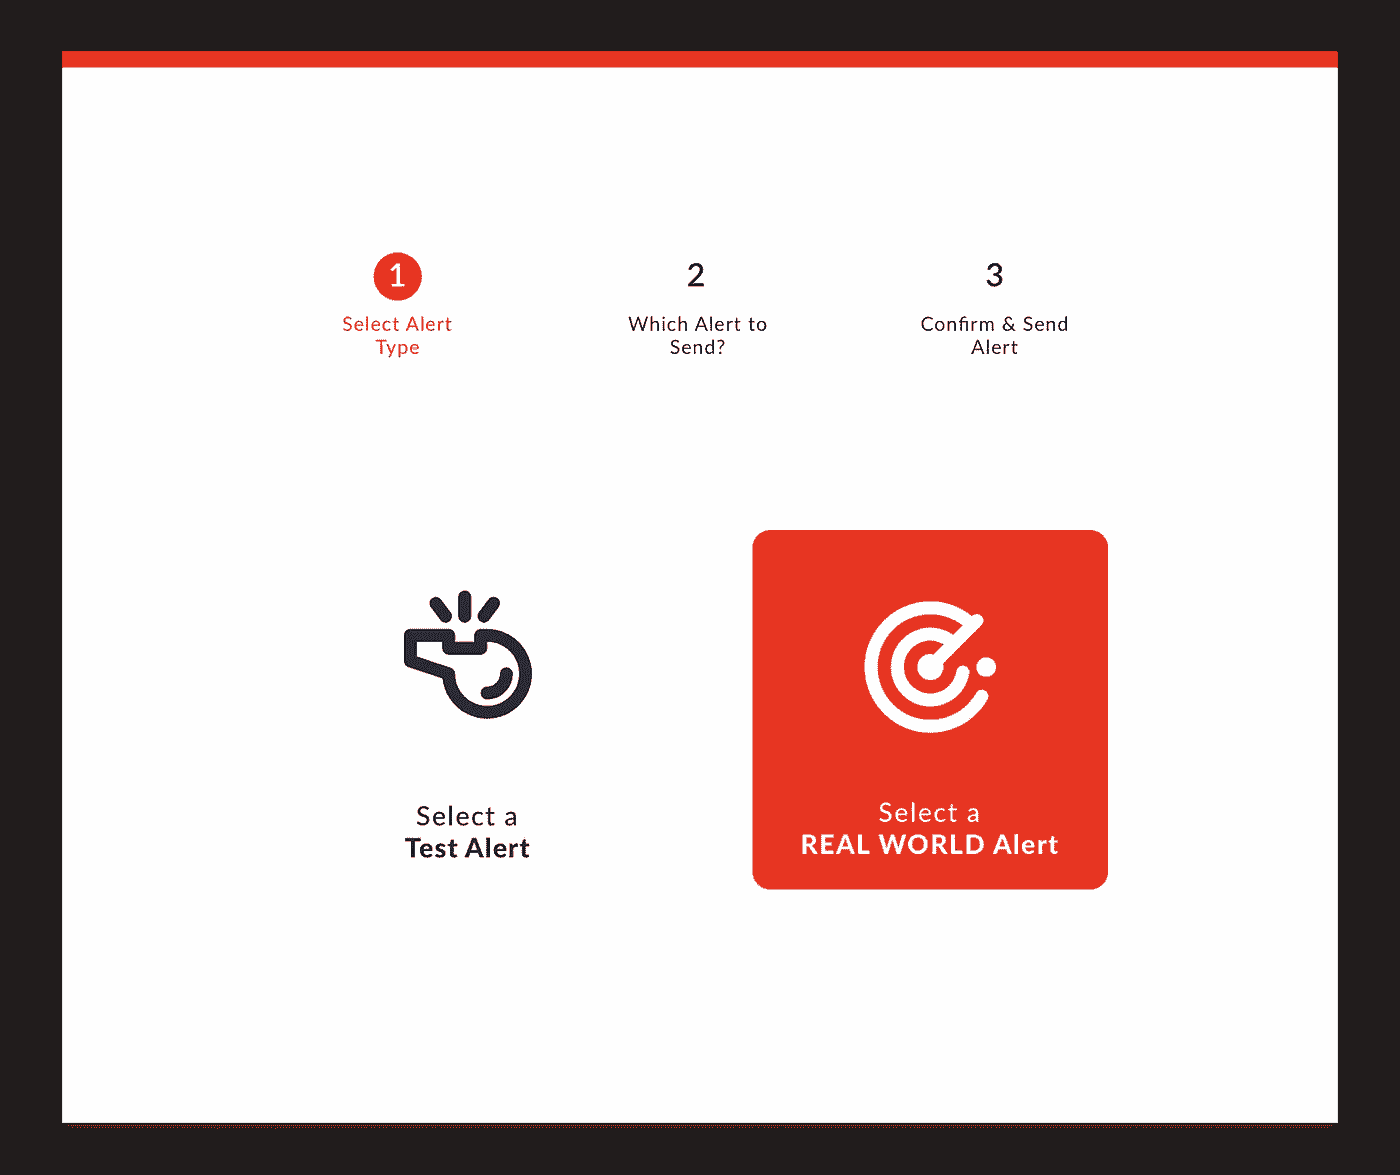 1
Select Alert
Type
2
Which Alert to
Send?
3
Confirm & Send
Alert
Select a
Test Alert
Select a
REAL WORLD Alert